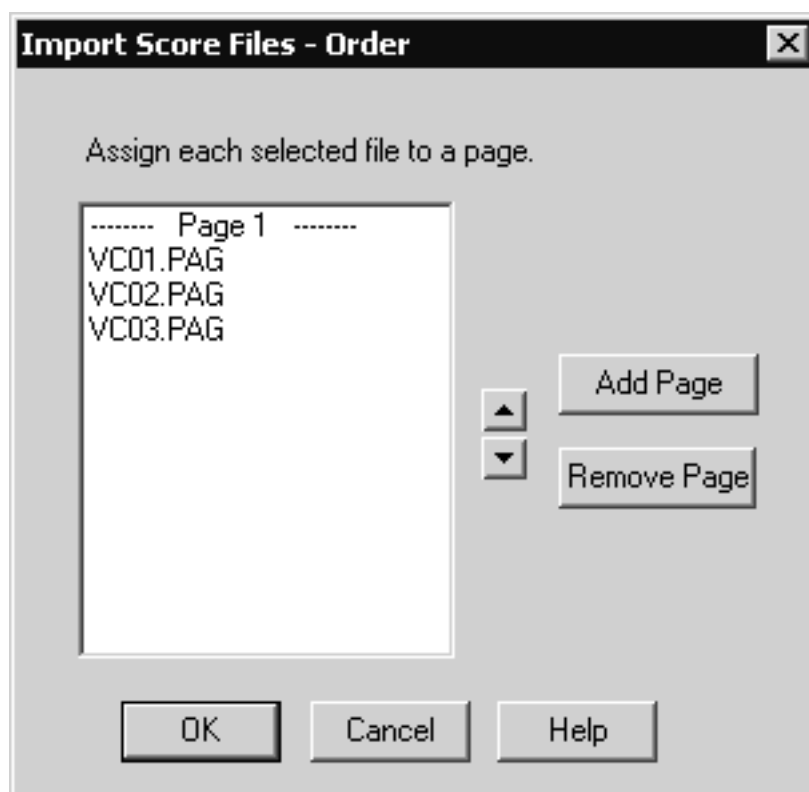 Import Score Files - Order
Assign each selected file to a page.
-------- Page 1 --------
VC01.PAG
VC02.PAG
VC03.PAG
Add Page
Remove Page
OK Cancel Help